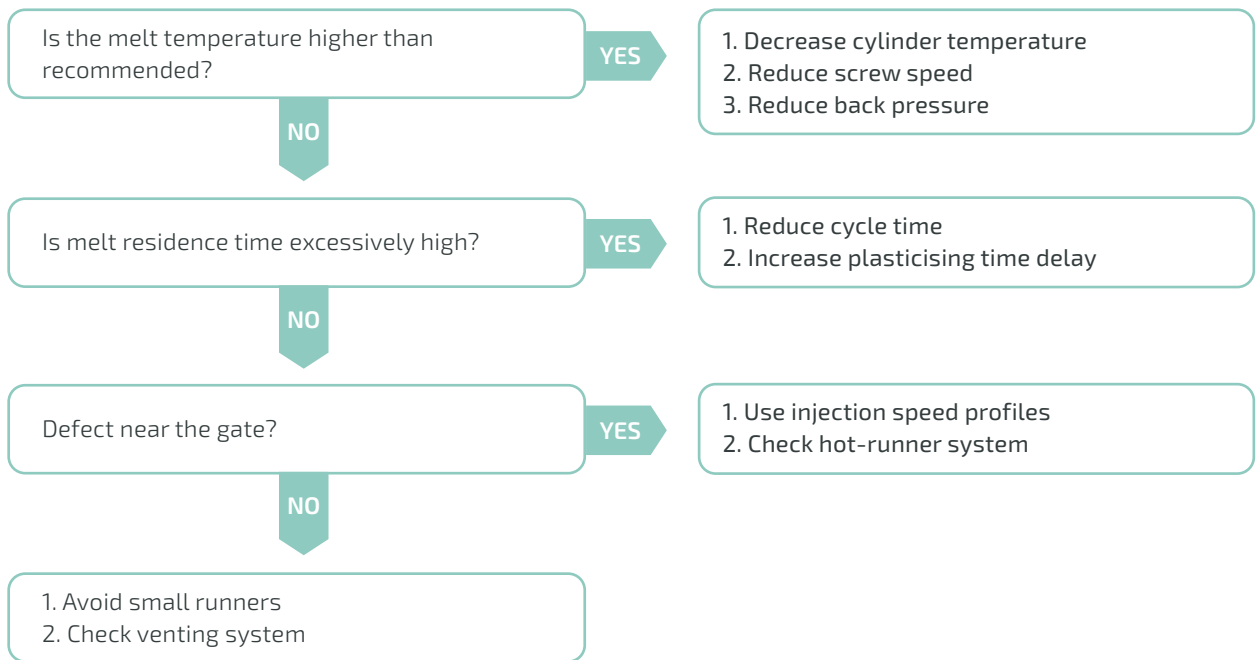 Is the melt temperature higher than
recommended?
YES
1. Decrease cylinder temperature
2. Reduce screw speed
3. Reduce back pressure
NO
Is melt residence time excessively high?
YES
1. Reduce cycle time
2. Increase plasticising time delay
NO
Defect near the gate?
YES
1. Use injection speed profiles
2. Check hot-runner system
NO
1. Avoid small runners
2. Check venting system